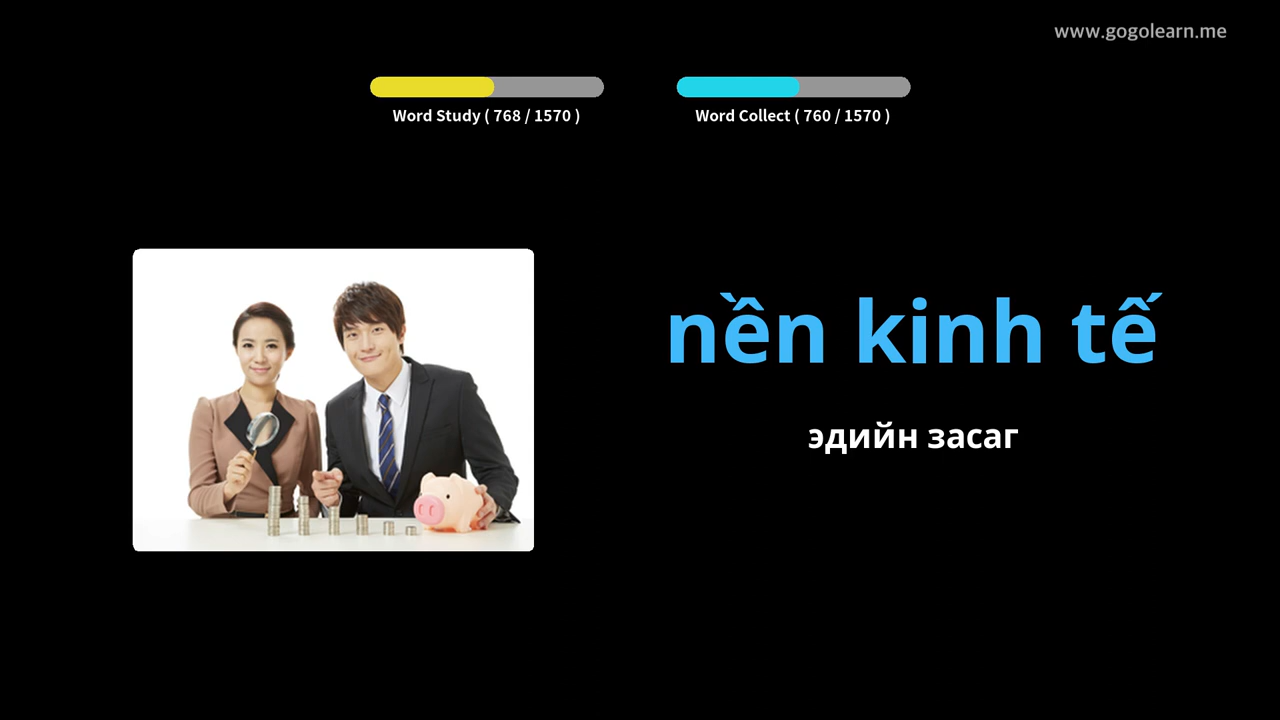 www.gogolearn.me
Word Study ( 768 / 1570 )
Word Collect ( 760 / 1570 )
nền kinh tế
эдийн засаг